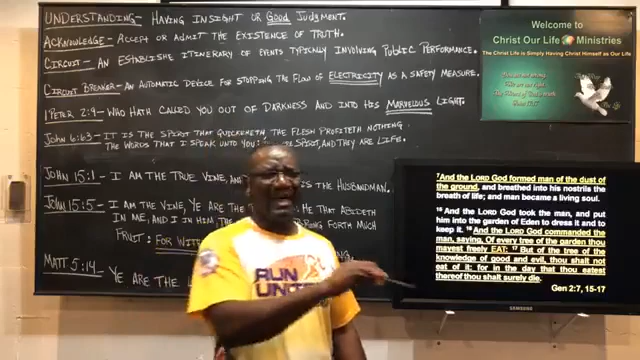 UNDERSTANDING- HAVING INSIGHT OR GOOD JUDGMENT.
ACKNOWLEDGE- ACCEPT OR ADMIT THE EXISTENCE OF TRUTH.
CIRCUIT- AN ESTABLISHE ITINERARY OF EVENTS TYPICALLY INVOLVING PUBLIC PERFORMANCE.
CIRCUIT BREAKER- AN AUTOMATIC DEVICE FOR STOPPING THE FLOW OF ELECTRICITY AS A SAFETY MEASURE.
1 PETER 2:9- WHO HATH CALLED YOU OUT OF DARKNESS AND INTO HIS MARVELOUS LIGHT.
JOHN 6:63- IT IS THE SPIRIT THAT QUICKENETH THE FLESH PROFITETH NOTHING:
THE WORDS THAT I SPEAK UNTO YOU, SPIRIT, AND THEY ARE LIFE.
JOHN 15:1- I AM THE TRUE VINE, AN IS THE HUSBANDMAN.
JOHN 15:5- I AM THE VINE, YE ARE THE HE THAT ABIDETH
IN ME, AND I IN HIM, THE FORTH MUCH
FRUIT: FOR WIT
MATT 5:14- YE ARE THE L
Welcome to
Christ Our Life Ministries
The Christ Life is Simply Having Christ Himself as Our Life
7And the LORD God formed man of the dust of
the ground, and breathed into his nostrils the
breath of life; and man became a living soul.
15 And the LORD God took the man, and put
him into the garden of Eden to dress it and to
keep it. 16 And the LORD God commanded the
man, saying, Of every tree of the garden thou
mayest freely EAT: 17 But of the tree of the
knowledge of good and evil, thou shalt not
eat of it: for in the day that thou eatest
thereof thou shalt surely die.
Gen 2:7, 15-17
SAMSUNG
RUN
UNITE